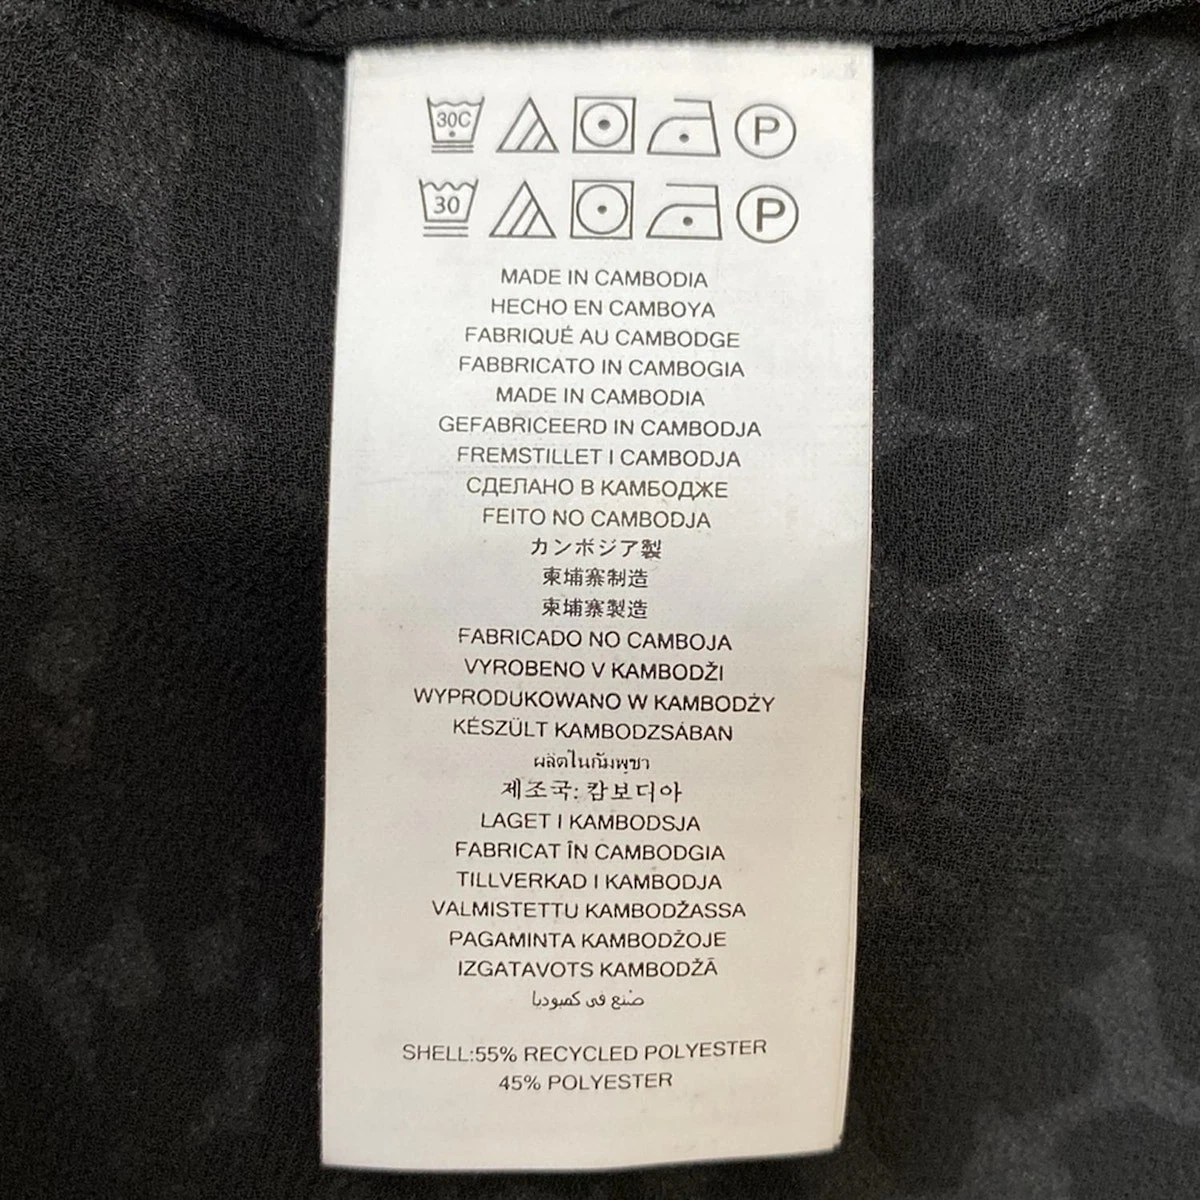 30C P
30 P
MADE IN CAMBODIA
HECHO EN CAMBOYA
FABRIQUÉ AU CAMBODGE
FABBRICATO IN CAMBOGIA
MADE IN CAMBODIA
GEFABRICEERD IN CAMBODJA
FREMSTILLET I CAMBODJA
СДЕЛАНО В КАМБОДЖЕ
FEITO NO CAMBODJA
カンボジア製
柬埔寨制造
柬埔寨製造
FABRICADO NO CAMBOJA
VYROBENO V KAMBODŽI
WYPRODUKOWANO W KAMBODŻY
KÉSZÜLT KAMBODZSÁBAN
ผลิตในกัมพูชา
제조국: 캄보디아
LAGET I KAMBODSJA
FABRICAT ÎN CAMBODGIA
TILLVERKAD I KAMBODJA
VALMISTETTU KAMBODŽASSA
PAGAMINTA KAMBODŽOJE
IZGATAVOTS KAMBODŽĀ
صنع في كمبوديا
SHELL:55% RECYCLED POLYESTER
45% POLYESTER